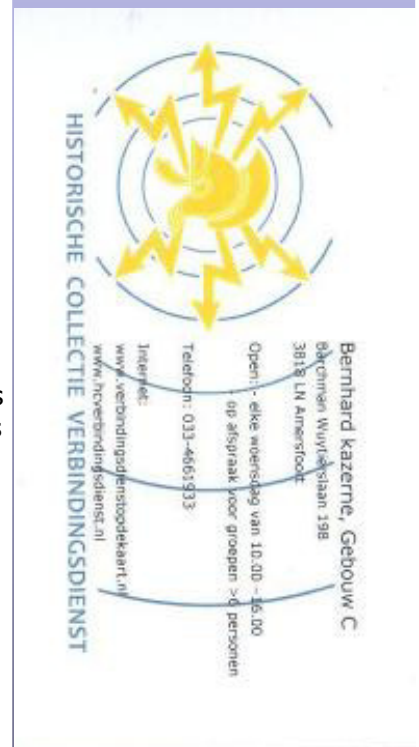 Bernhard kazerne, Gebouw C
Barchman Wuytierslaan 198
3818 LN Amersfoort
Open: - elke woensdag van 10.00 -16.00
- op afspraak voor groepen >6 personen
Telefoon: 033-4661933
Internet:
www.verbindingsdienstopdekaart.nl
www.hcverbindingsdienst.nl
HISTORISCHE COLLECTIE VERBINDINGSDIENST